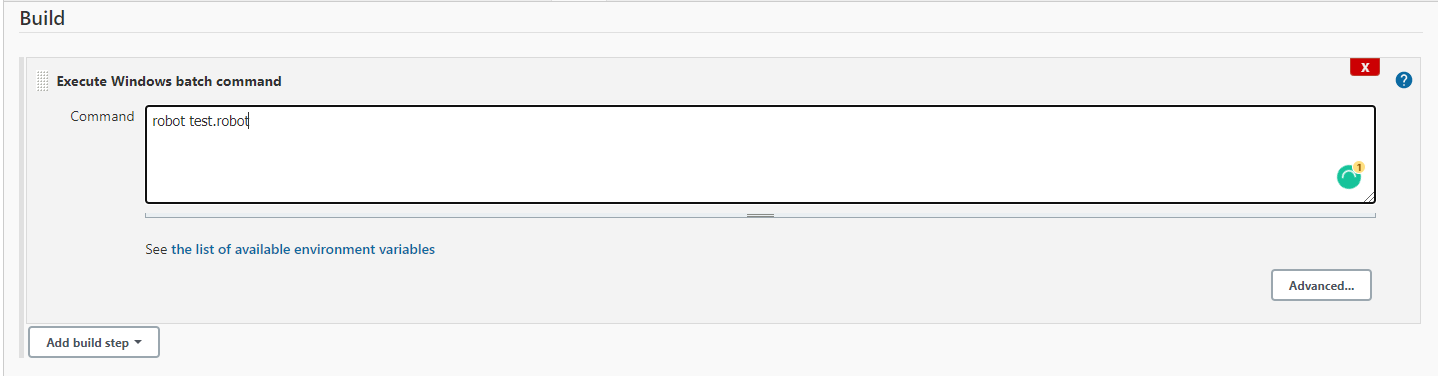 Build
Execute Windows batch command
X
?
Command
robot test.robot
1
See the list of available environment variables
Advanced...
Add build step